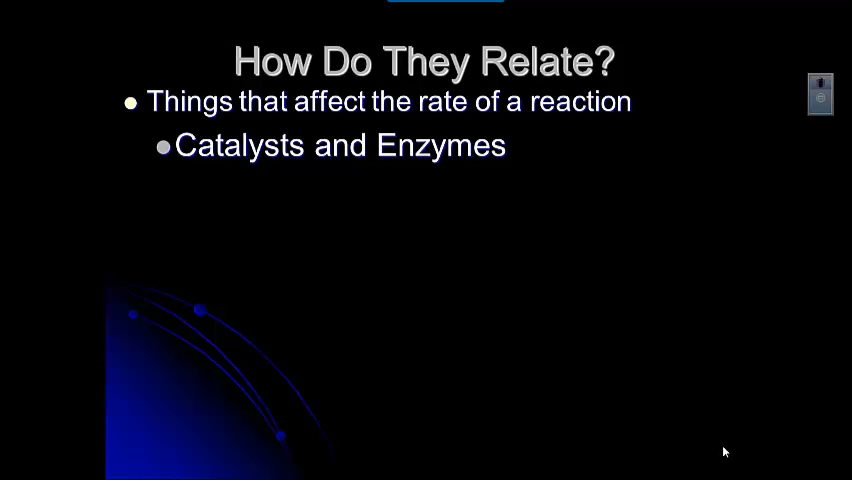 How Do They Relate?
Things that affect the rate of a reaction
Catalysts and Enzymes